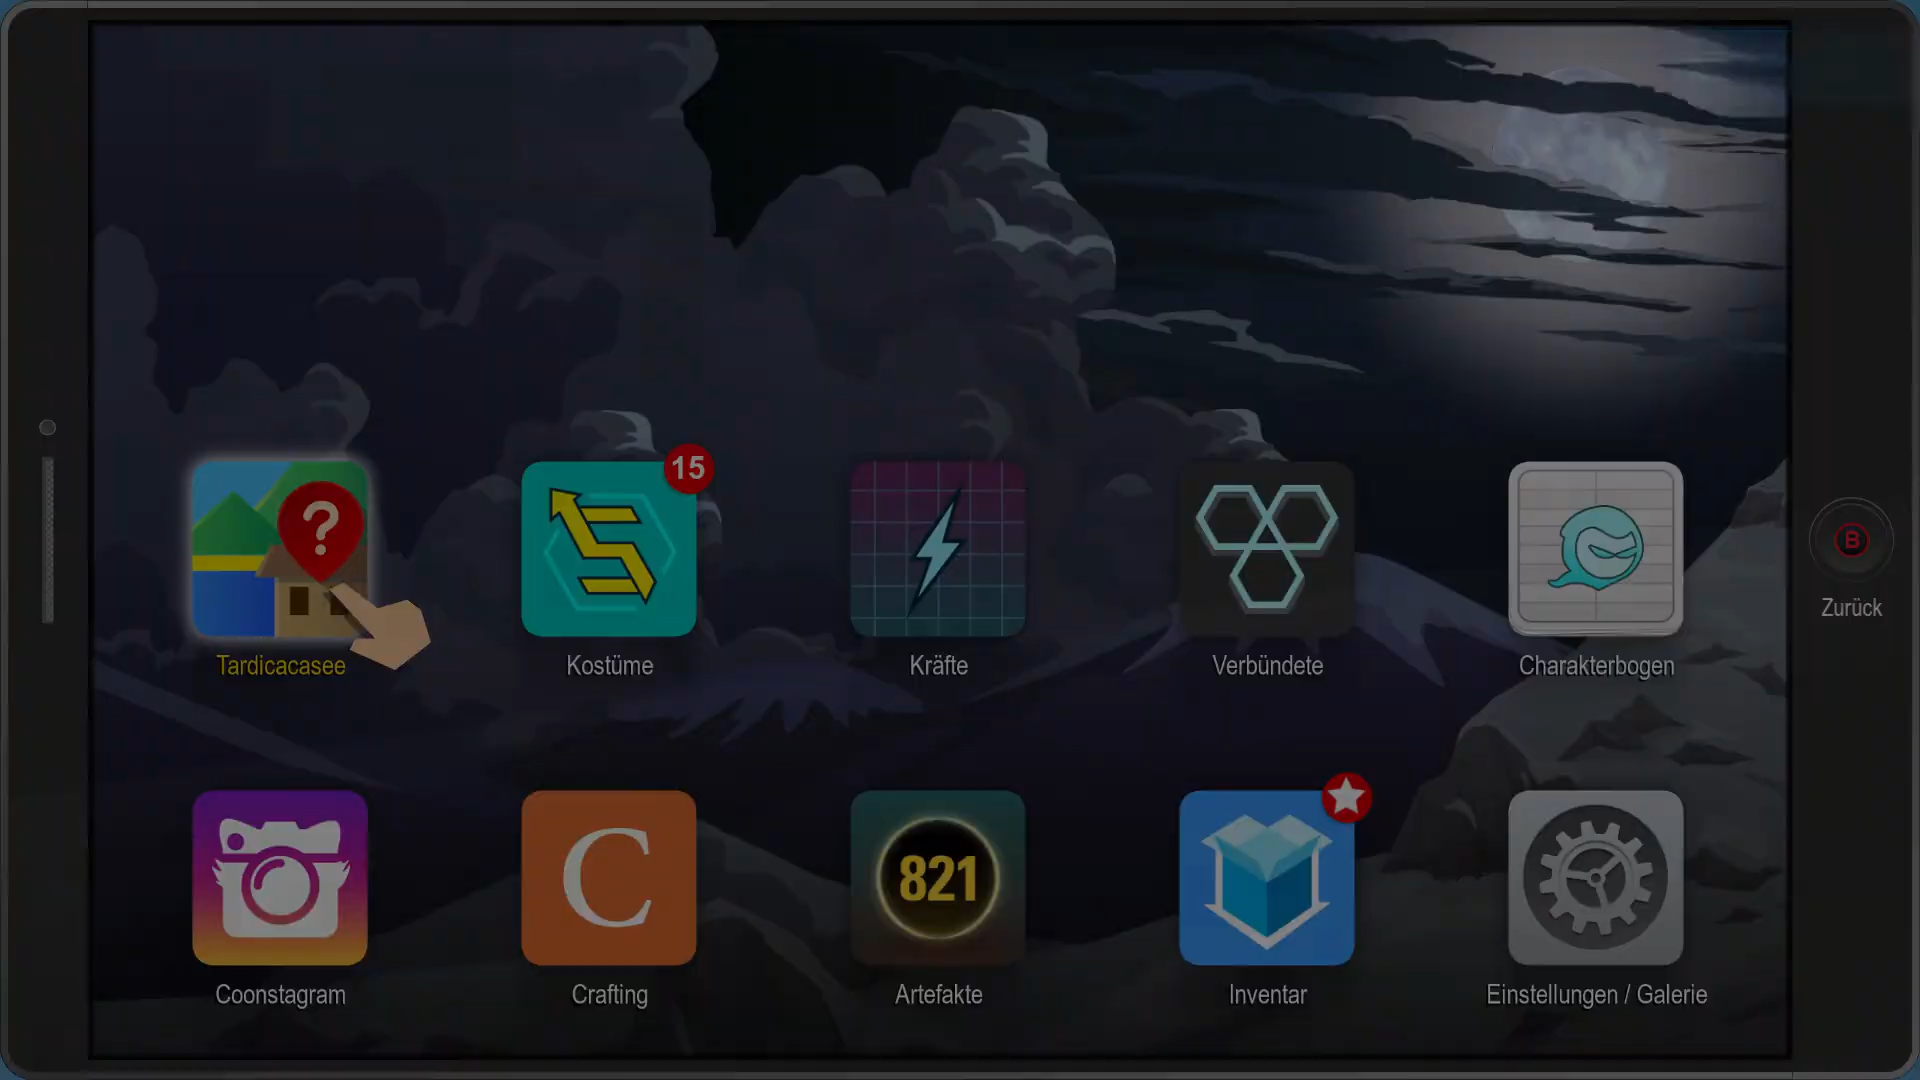 ?
15
Tardicacasee
Kostüme
Kräfte
Verbündete
Charakterbogen
B
Zurück
C
821
Coonstagram
Crafting
Artefakte
Inventar
Einstellungen / Galerie